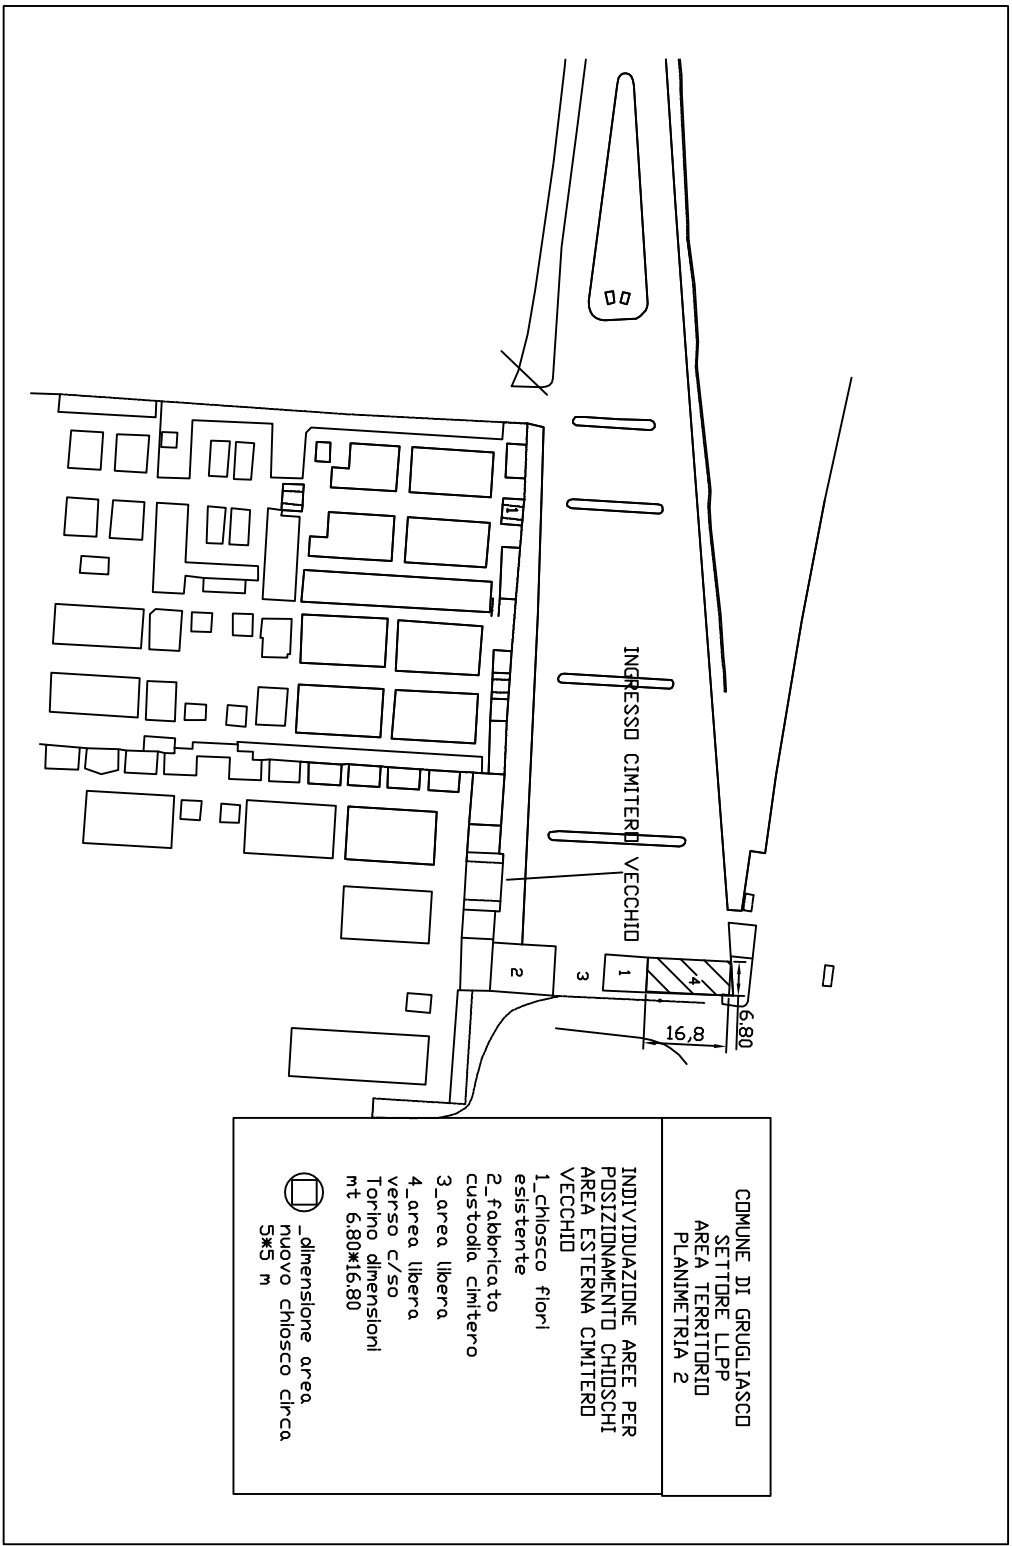 COMUNE DI GRUGLIASCO
SETTORE LLPP
AREA TERRITORIO
PLANIMETRIA 2
INDIVIDUAZIONE AREE PER
POSIZIONAMENTO CHIOSCHI
AREA ESTERNA CIMITERO
VECCHIO
1_chiosco fiori
esistente
2_fabbricato
custodia cimitero
3_area libera
4_area libera
verso c/so
Torino dimensioni
mt 6.80*16.80
_dimensione area
nuovo chiosco circa
5*5 m
INGRESSO CIMITERO VECCHIO
1
2
3
1
4
6.80
16,8